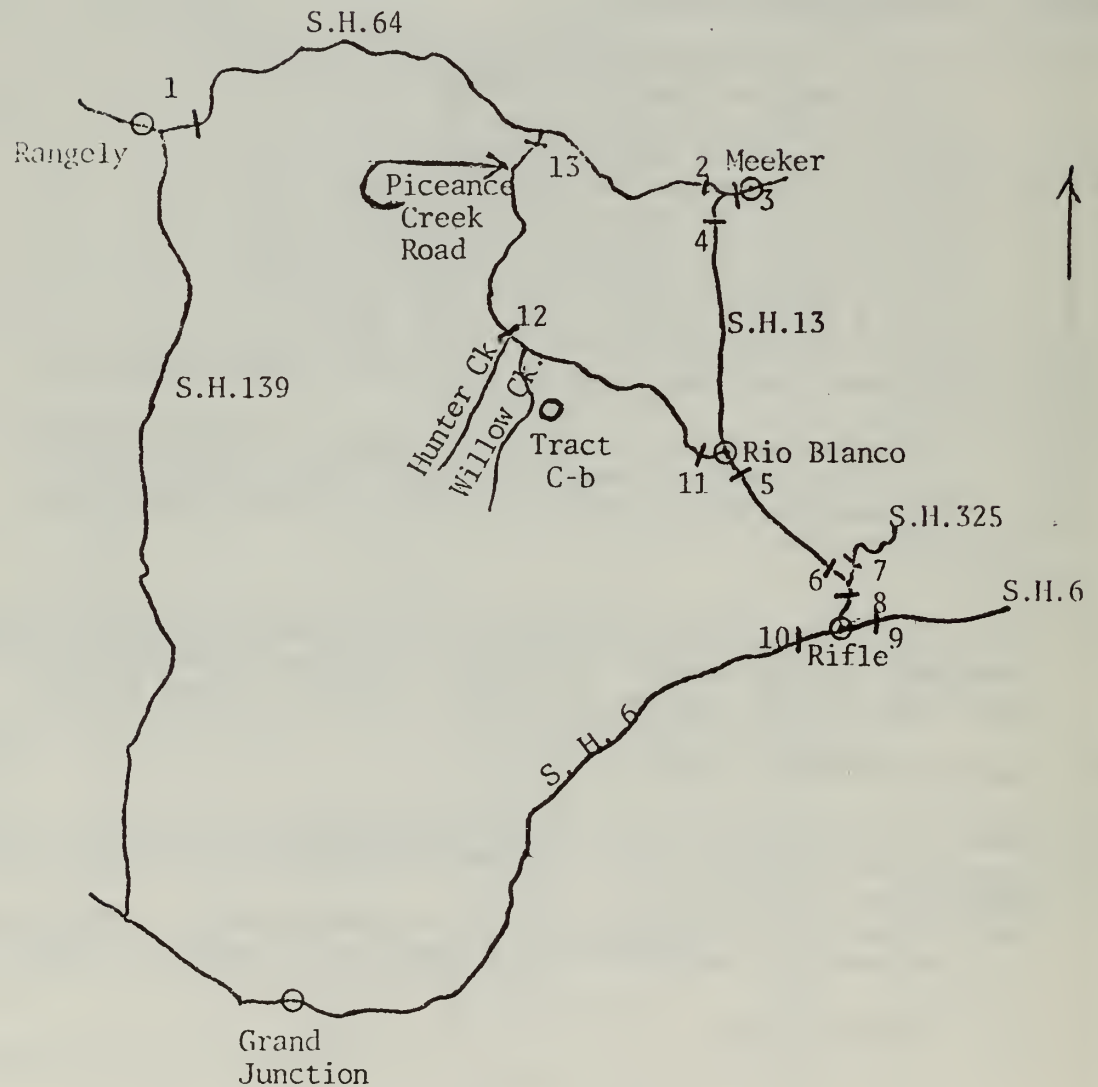 S.H.64
1
Rangely
13
2
Meeker
3
Piceance
Creek
Road
4
12
S.H.13
S.H.139
Hunter Ck.
Willow Ck.
Tract
C-b
Rio Blanco
11
5
S.H.325
6
7
S.H.6
8
10
9
Rifle
S. H. 6
Grand
Junction